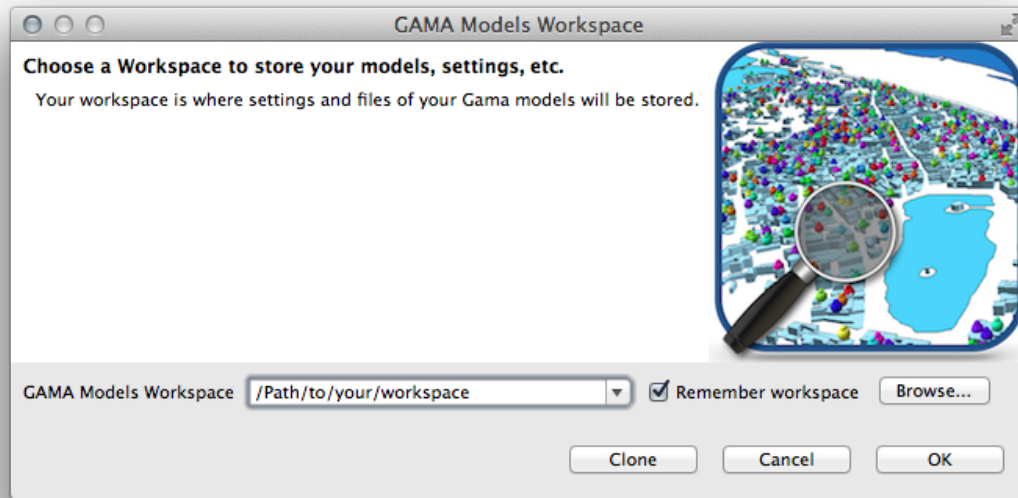 GAMA Models Workspace
Choose a Workspace to store your models, settings, etc.
Your workspace is where settings and files of your Gama models will be stored.
GAMA Models Workspace /Path/to/your/workspace Remember workspace Browse...
Clone Cancel OK